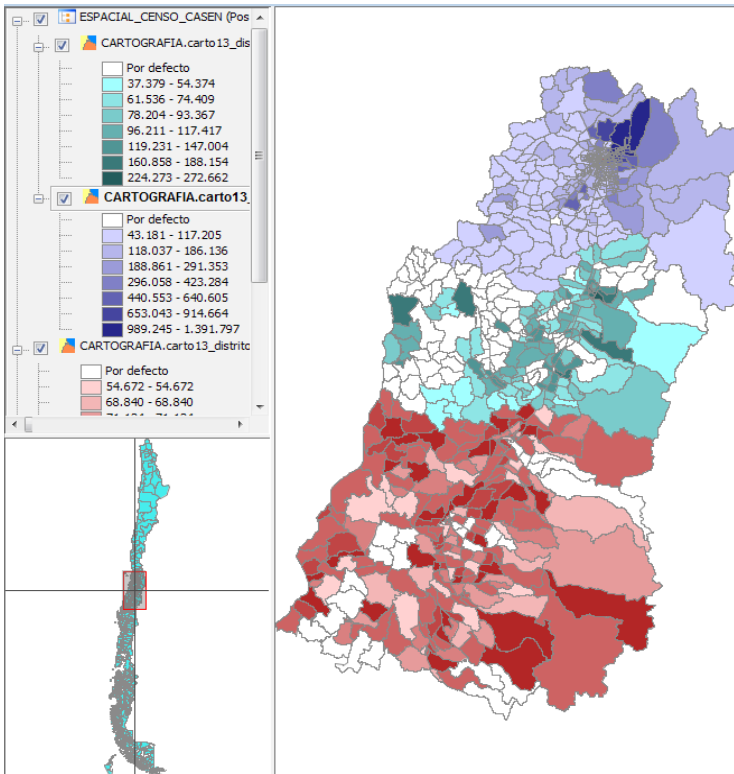 ESPACIAL_CENSO_CASEN (Pos
CARTOGRAFIA.carto13_dis
Por defecto
37.379 - 54.374
61.536 - 74.409
78.204 - 93.367
96.211 - 117.417
119.231 - 147.004
160.858 - 188.154
224.273 - 272.662
CARTOGRAFIA.carto13_
Por defecto
43.181 - 117.205
118.037 - 186.136
188.861 - 291.353
296.058 - 423.284
440.553 - 640.605
653.043 - 914.664
989.245 - 1.391.797
CARTOGRAFIA.carto13_distrito
Por defecto
54.672 - 54.672
68.840 - 68.840